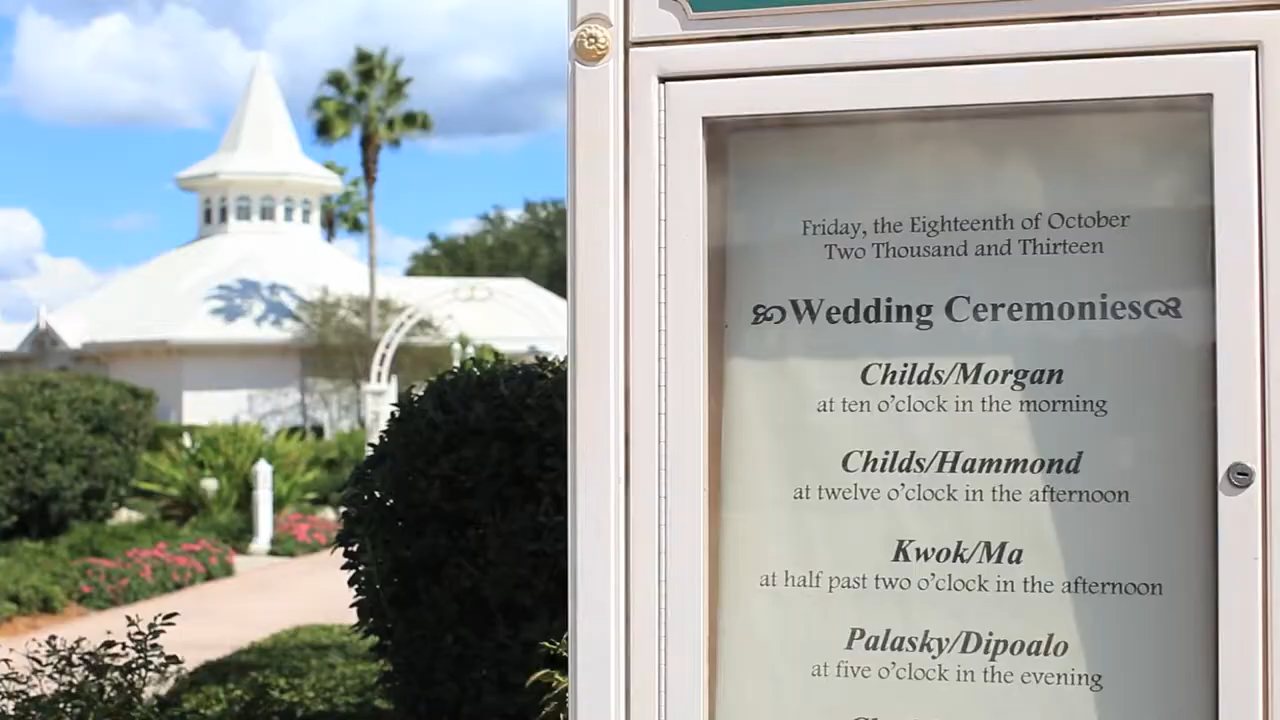 Friday, the Eighteenth of October
Two Thousand and Thirteen
Wedding Ceremonies
Childs/Morgan
at ten o'clock in the morning
Childs/Hammond
at twelve o'clock in the afternoon
Kwok/Ma
at half past two o'clock in the afternoon
Palasky/Dipoalo
at five o'clock in the evening